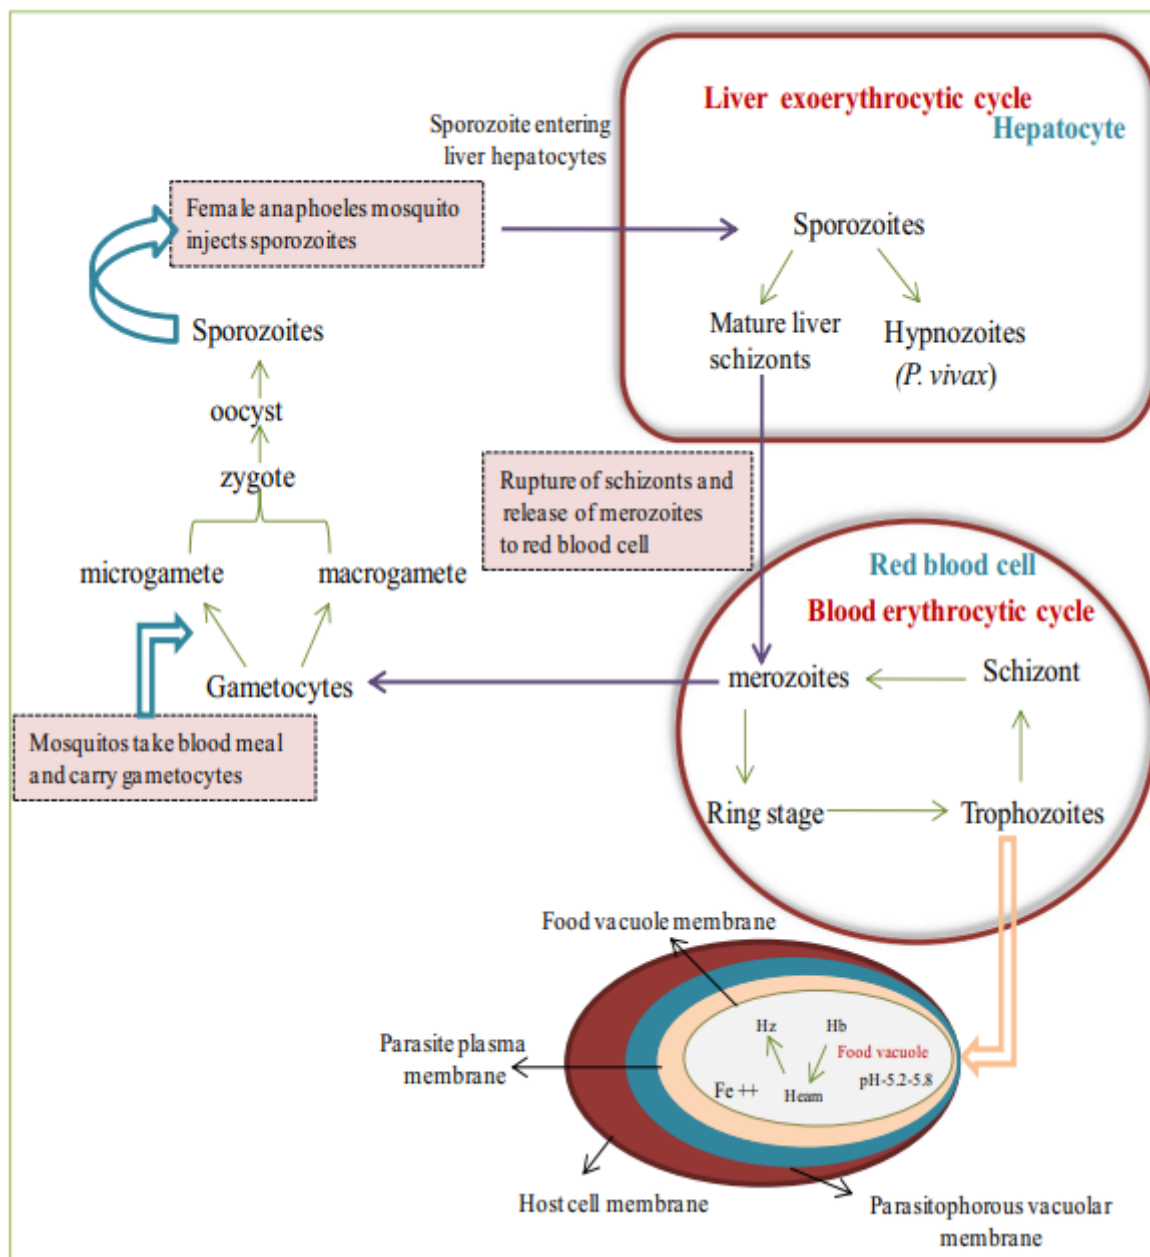 Liver exoerythrocytic cycle
Hepatocyte
Sporozoite entering
liver hepatocytes
Female anaphoeles mosquito
injects sporozoites
Sporozoites
Mature liver
schizonts
Hypnozoites
(P. vivax)
Sporozoites
oocyst
zygote
microgamete
macrogamete
Gametocytes
Mosquitos take blood meal
and carry gametocytes
Rupture of schizonts and
release of merozoites
to red blood cell
Red blood cell
Blood erythrocytic cycle
merozoites
Schizont
Ring stage
Trophozoites
Food vacuole membrane
Parasite plasma
membrane
Hz
Hb
Food vacuole
pH-5.2-5.8
Fe ++
Heam
Host cell membrane
Parasitophorous vacuolar
membrane